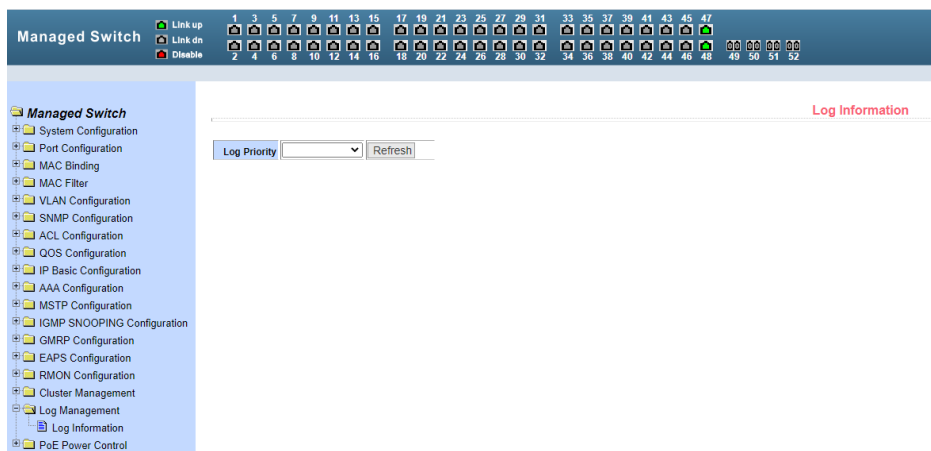 Managed Switch
Link up
Link dn
Disable
1 3 5 7 9 11 13 15 17 19 21 23 25 27 29 31 33 35 37 39 41 43 45 47
2 4 6 8 10 12 14 16 18 20 22 24 26 28 30 32 34 36 38 40 42 44 46 48 49 50 51 52
Managed Switch
System Configuration
Port Configuration
MAC Binding
MAC Filter
VLAN Configuration
SNMP Configuration
ACL Configuration
QOS Configuration
IP Basic Configuration
AAA Configuration
MSTP Configuration
IGMP SNOOPING Configuration
GMRP Configuration
EAPS Configuration
RMON Configuration
Cluster Management
Log Management
Log Information
PoE Power Control
Log Information
Log Priority Refresh